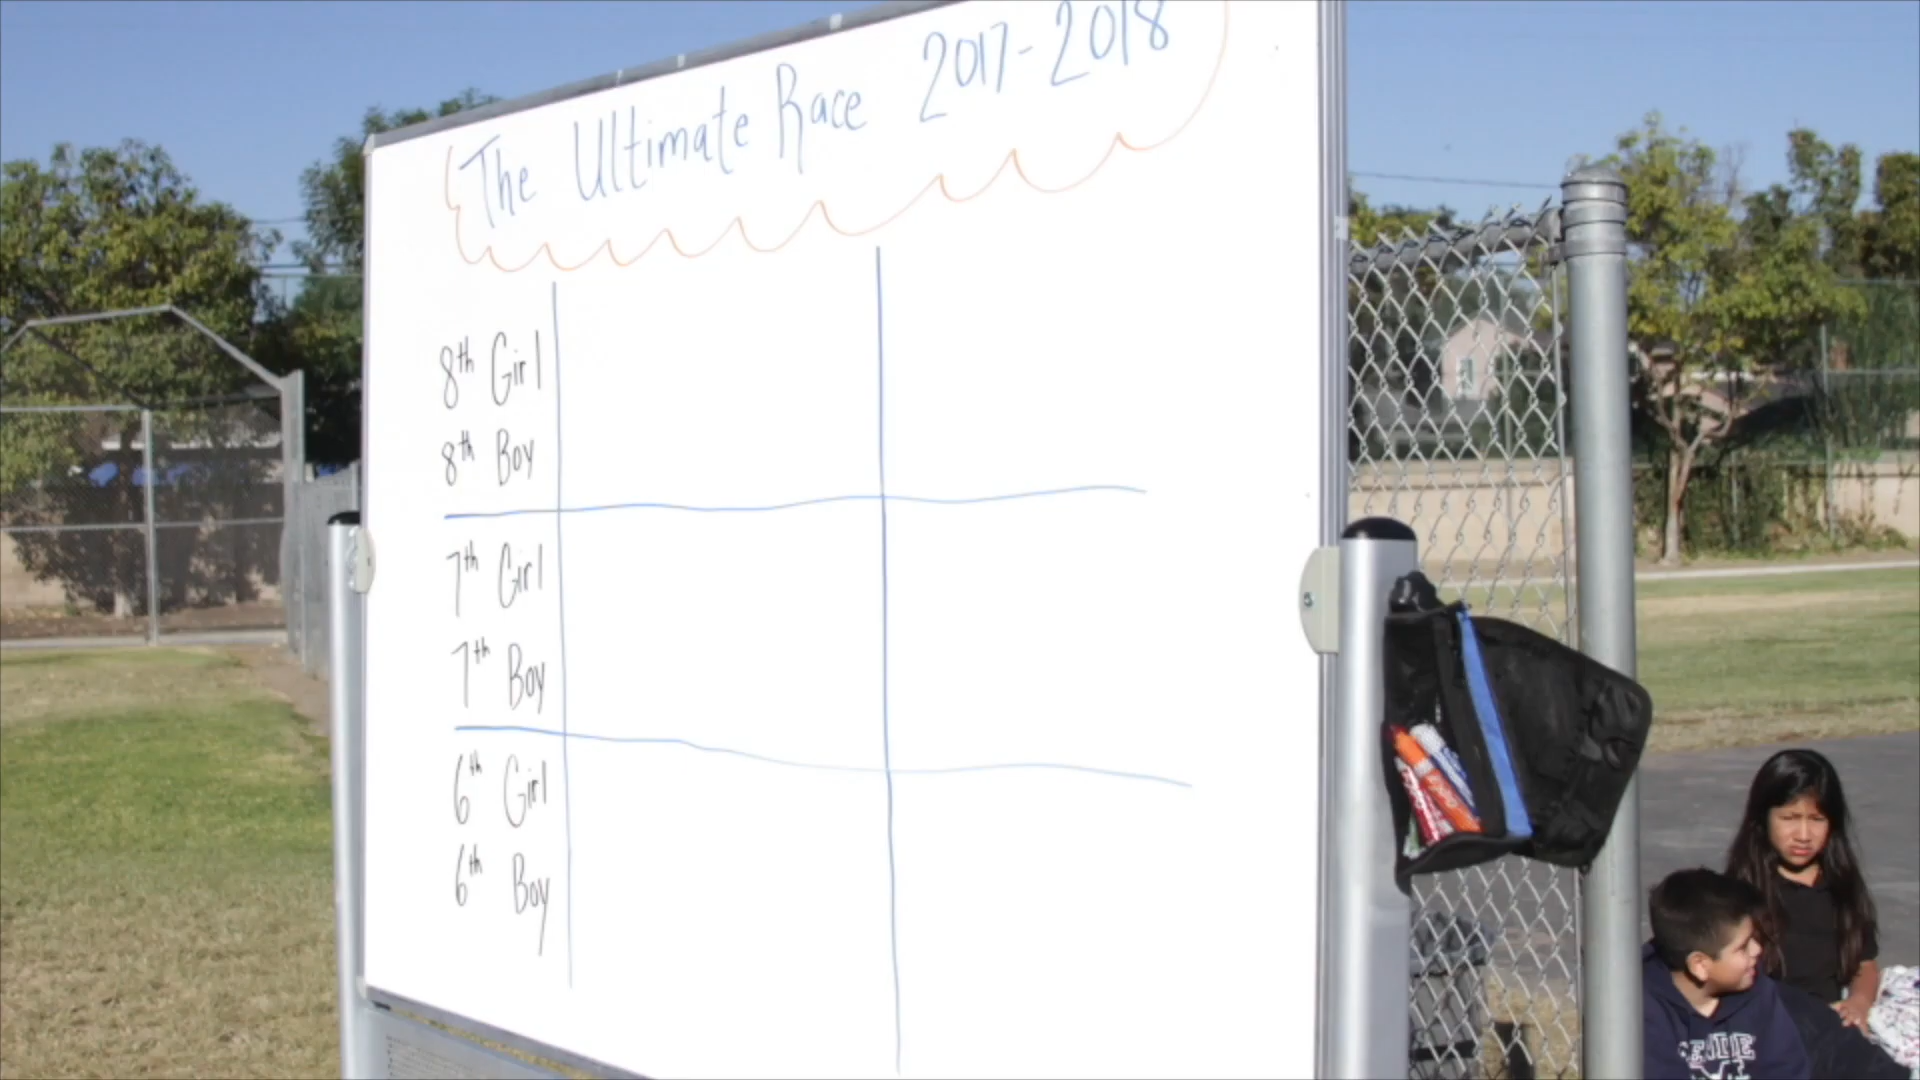 The Ultimate Race 2017-2018
8th Girl
8th Boy
7th Girl
7th Boy
6th Girl
6th Boy